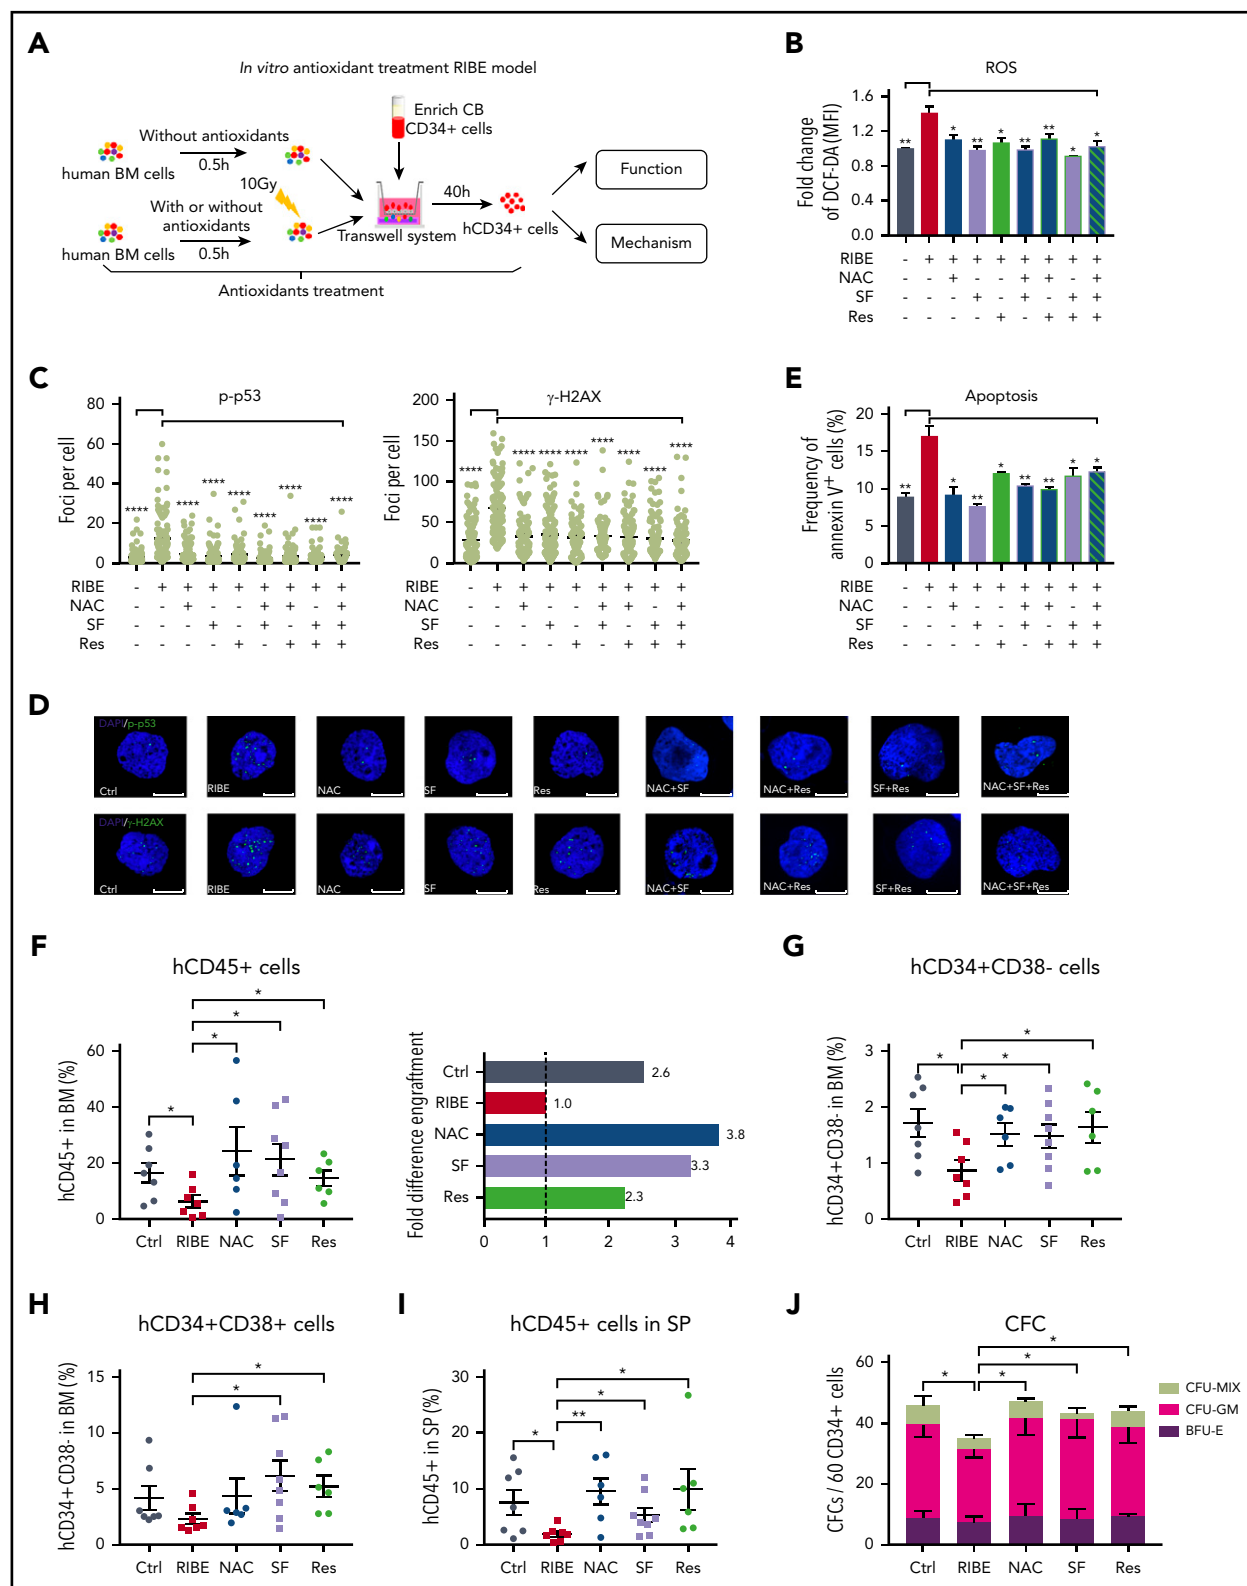 A
In vitro antioxidant treatment RIBE model
Enrich CB
CD34+ cells
Without antioxidants
0.5h
human BM cells
10Gy
With or without
antioxidants
0.5h
human BM cells
Transwell system
40h
hCD34+ cells
Function
Mechanism
Antioxidants treatment
B
ROS
Fold change
of DCF-DA (MFI)
1.6
1.2
0.8
0.4
0.0
** * ** * ** ** * *
RIBE - + + + + + + + +
NAC - - + - - + + - +
SF - - - + - + - + +
Res - - - - + - + + +
C
p-p53
Foci per cell
80
60
40
20
0
**** **** **** **** **** **** **** ****
RIBE - + + + + + + + +
NAC - - + - - + + - +
SF - - - + - + - + +
Res - - - - + - + + +
γ-H2AX
Foci per cell
200
150
100
50
0
**** **** **** **** **** **** **** ****
RIBE - + + + + + + + +
NAC - - + - - + + - +
SF - - - + - + - + +
Res - - - - + - + + +
E
Apoptosis
Frequency of
annexin V+ cells (%)
20
15
10
5
0
** * ** * ** ** * *
RIBE - + + + + + + + +
NAC - - + - - + + - +
SF - - - + - + - + +
Res - - - - + - + + +
D
DAPI/p-p53
Ctrl RIBE NAC SF Res NAC+SF NAC+Res SF+Res NAC+SF+Res
DAPI/γ-H2AX
Ctrl RIBE NAC SF Res NAC+SF NAC+Res SF+Res NAC+SF+Res
F
hCD45+ cells
hCD45+ in BM (%)
60
40
20
0
* * * *
Ctrl RIBE NAC SF Res
Fold difference engraftment
Ctrl 2.6
RIBE 1.0
NAC 3.8
SF 3.3
Res 2.3
0 1 2 3 4
G
hCD34+CD38- cells
hCD34+CD38- in BM (%)
3
2
1
0
* * * *
Ctrl RIBE NAC SF Res
H
hCD34+CD38+ cells
hCD34+CD38- in BM (%)
15
10
5
0
* *
Ctrl RIBE NAC SF Res
I
hCD45+ cells in SP
hCD45+ in SP (%)
30
20
10
0
* ** * *
Ctrl RIBE NAC SF Res
J
CFC
CFCs / 60 CD34+ cells
60
40
20
0
* * * *
Ctrl RIBE NAC SF Res
CFU-MIX
CFU-GM
BFU-E